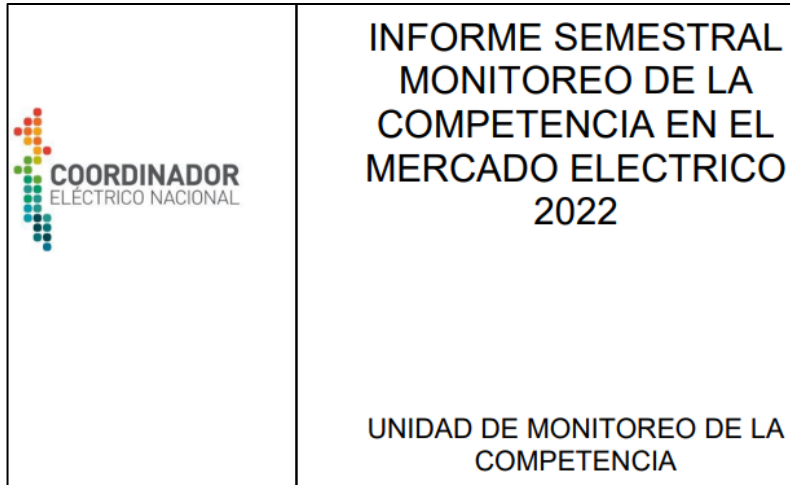 COORDINADOR
ELÉCTRICO NACIONAL
INFORME SEMESTRAL
MONITOREO DE LA
COMPETENCIA EN EL
MERCADO ELECTRICO
2022
UNIDAD DE MONITOREO DE LA
COMPETENCIA